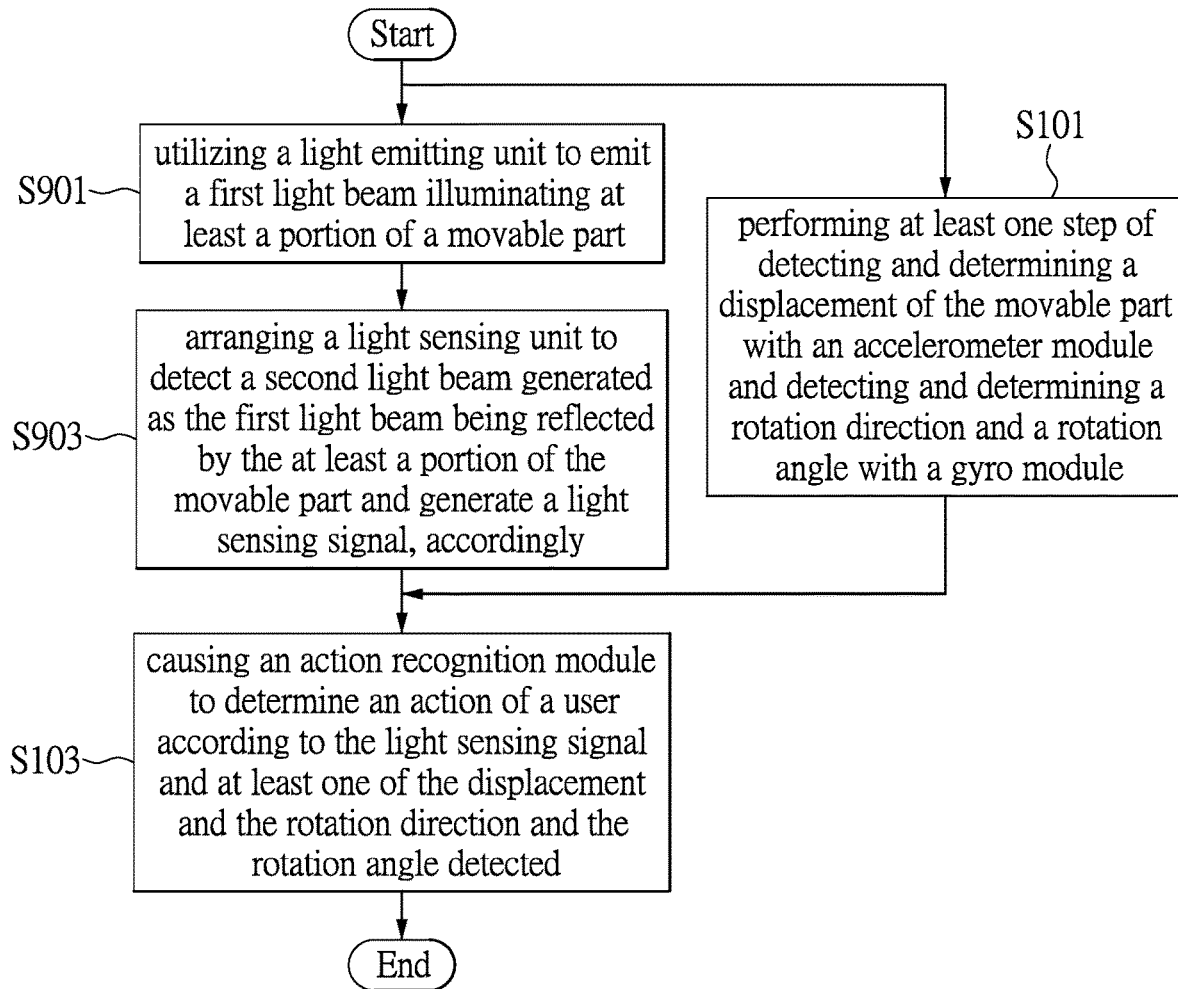 Start
S901
utilizing a light emitting unit to emit
a first light beam illuminating at
least a portion of a movable part
S101
performing at least one step of
detecting and determining a
displacement of the movable part
with an accelerometer module
and detecting and determining a
rotation direction and a rotation
angle with a gyro module
S903
arranging a light sensing unit to
detect a second light beam generated
as the first light beam being reflected
by the at least a portion of the
movable part and generate a light
sensing signal, accordingly
S103
causing an action recognition module
to determine an action of a user
according to the light sensing signal
and at least one of the displacement
and the rotation direction and the
rotation angle detected
End